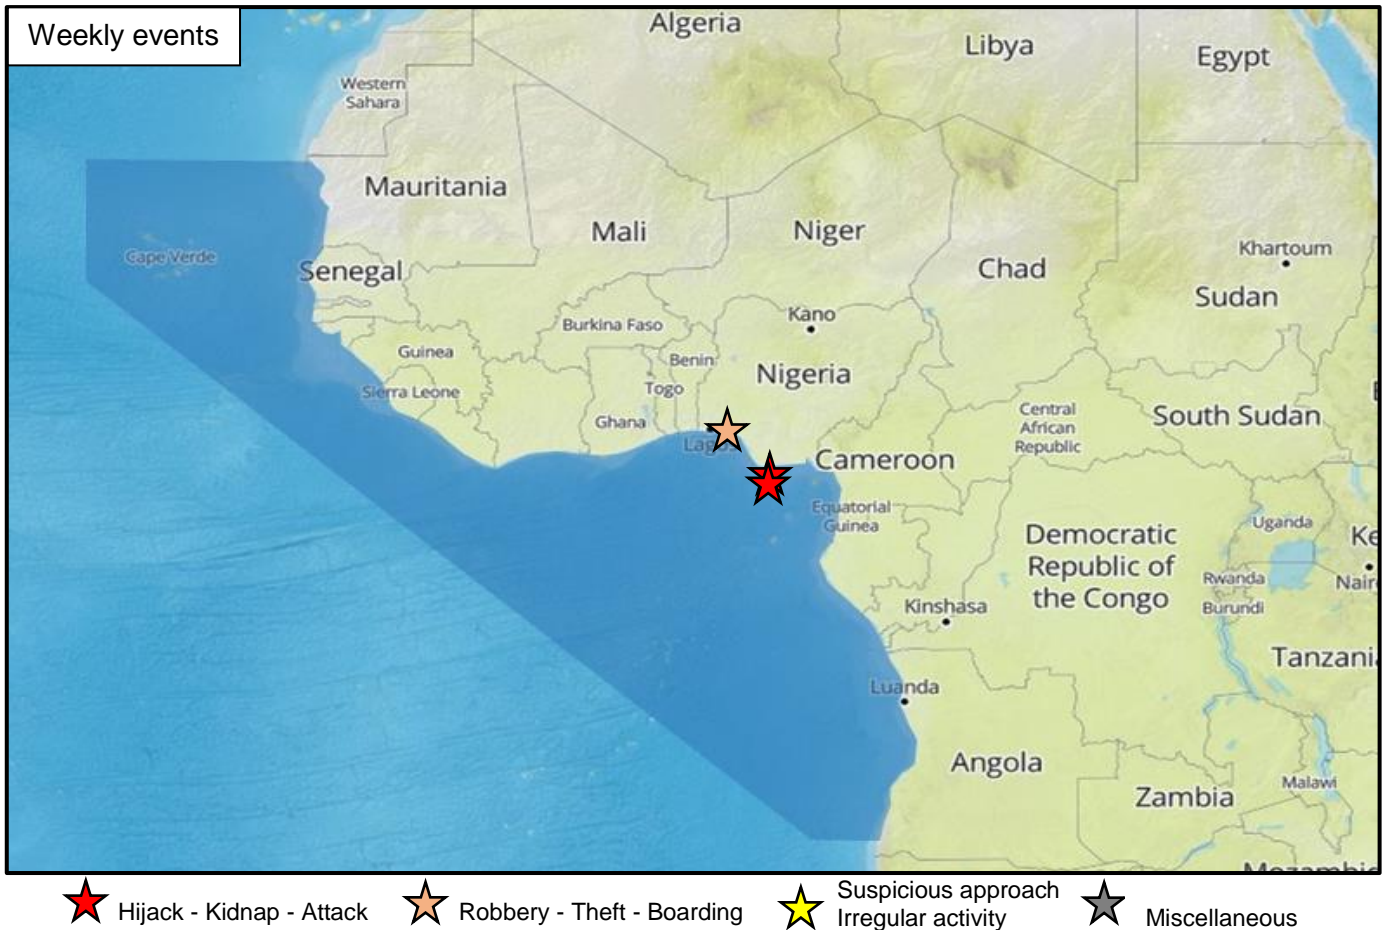 Weekly events
Algeria
Libya
Egypt
Western
Sahara
Mauritania
Mali
Niger
Chad
Khartoum
Sudan
Cape Verde
Senegal
Burkina Faso
Kano
Guinea
Benin
Nigeria
Togo
Sierra Leone
Ghana
Central
African
Republic
South Sudan
Cameroon
Equatorial
Guinea
Democratic
Republic of
the Congo
Uganda
Ke
Rwanda
Nair
Burundi
Kinshasa
Tanzani
Luanda
Angola
Malawi
Zambia
Hijack - Kidnap - Attack
Robbery - Theft - Boarding
Suspicious approach
Irregular activity
Miscellaneous